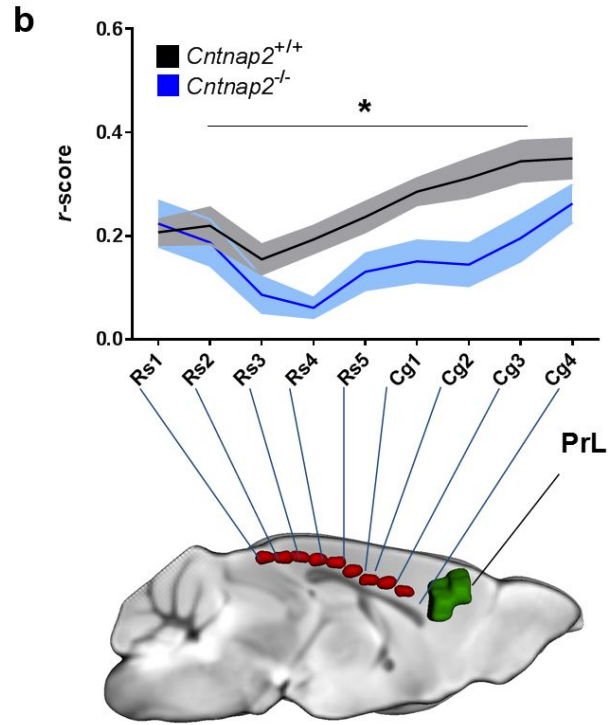 b
0.6
Cntnap2+/+
Cntnap2-/-
*
0.4
r-score
0.2
0.0
Rs1 Rs2 Rs3 Rs4 Rs5 Cg1 Cg2 Cg3 Cg4
PrL